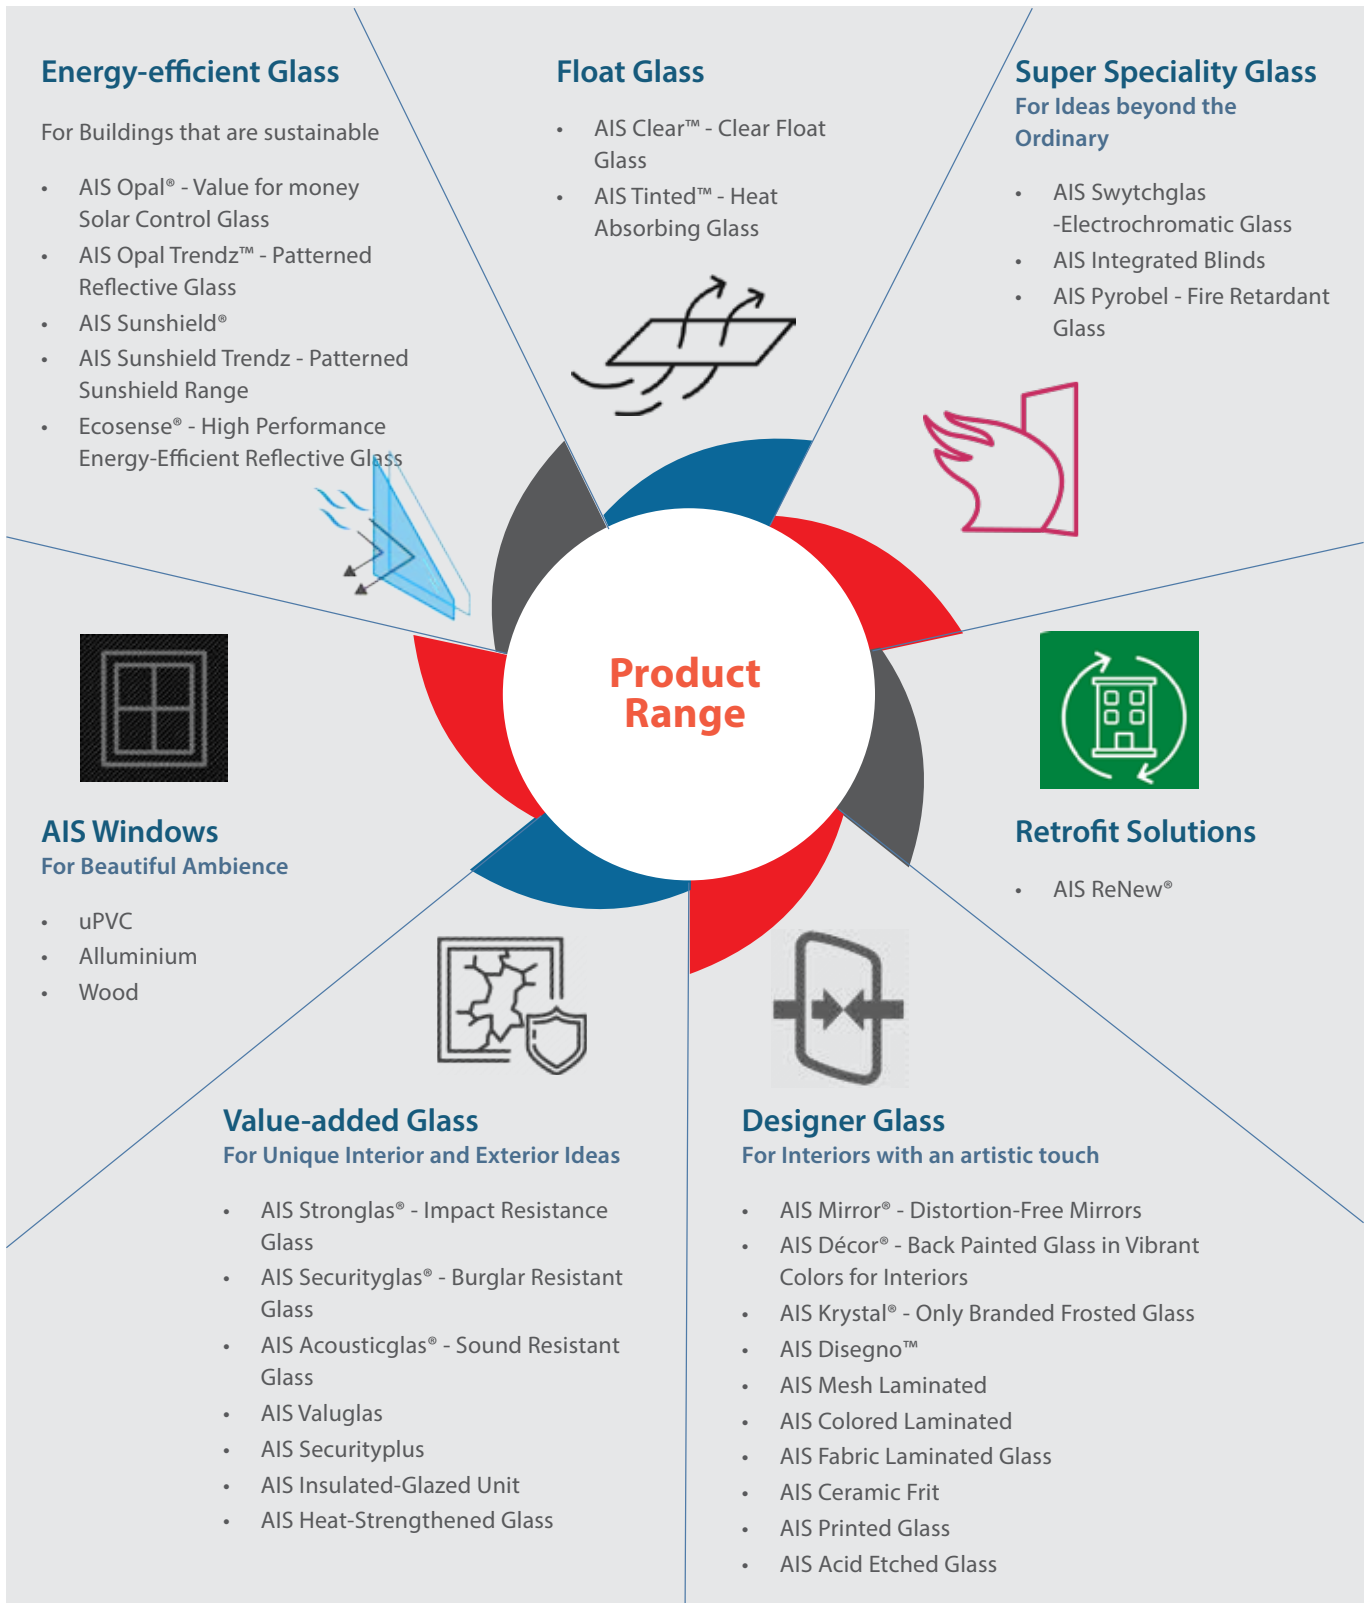 Energy-efficient Glass
For Buildings that are sustainable
• AIS Opal® - Value for money
Solar Control Glass
• AIS Opal Trendz™ - Patterned
Reflective Glass
• AIS Sunshield®
• AIS Sunshield Trendz - Patterned
Sunshield Range
• Ecosense® - High Performance
Energy-Efficient Reflective Glass
Float Glass
• AIS Clear™ - Clear Float
Glass
• AIS Tinted™ - Heat
Absorbing Glass
Super Speciality Glass
For Ideas beyond the
Ordinary
• AIS Swytchglas
-Electrochromatic Glass
• AIS Integrated Blinds
• AIS Pyrobel - Fire Retardant
Glass
Product
Range
AIS Windows
For Beautiful Ambience
• uPVC
• Alluminium
• Wood
Retrofit Solutions
• AIS ReNew®
Value-added Glass
For Unique Interior and Exterior Ideas
• AIS Stronglas® - Impact Resistance
Glass
• AIS Securityglas® - Burglar Resistant
Glass
• AIS Acousticglas® - Sound Resistant
Glass
• AIS Valuglas
• AIS Securityplus
• AIS Insulated-Glazed Unit
• AIS Heat-Strengthened Glass
Designer Glass
For Interiors with an artistic touch
• AIS Mirror® - Distortion-Free Mirrors
• AIS Décor® - Back Painted Glass in Vibrant
Colors for Interiors
• AIS Krystal® - Only Branded Frosted Glass
• AIS Disegno™
• AIS Mesh Laminated
• AIS Colored Laminated
• AIS Fabric Laminated Glass
• AIS Ceramic Frit
• AIS Printed Glass
• AIS Acid Etched Glass